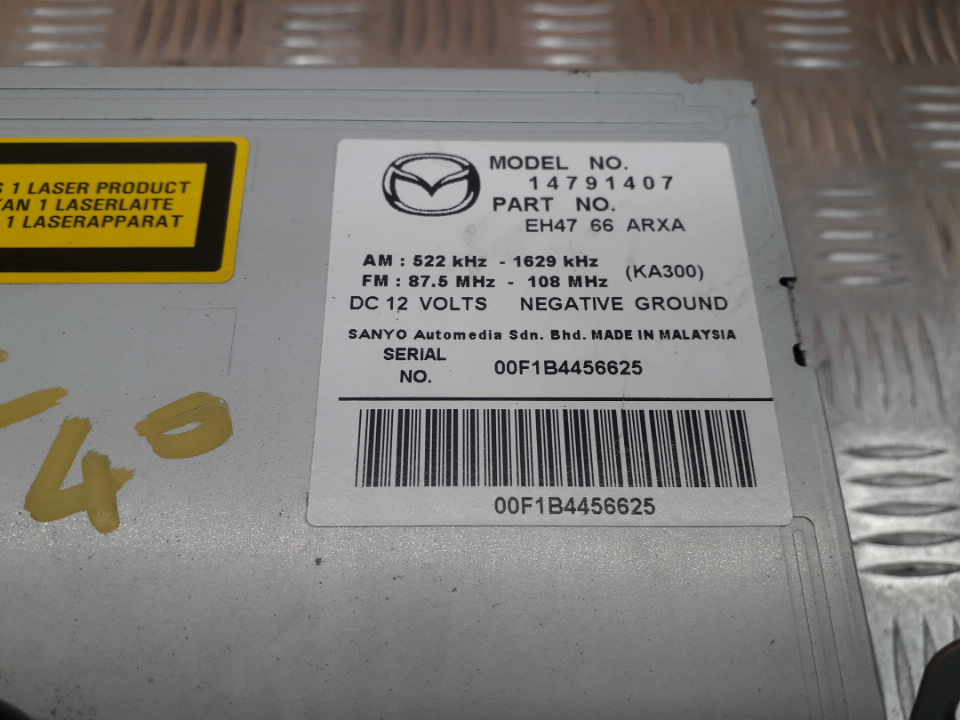 S 1 LASER PRODUCT
KAN 1 LASERLAITE
1 LASERAPPARAT
40
MODEL NO.
14791407
PART NO.
EH47 66 ARXA
AM : 522 kHz - 1629 kHz
FM : 87.5 MHz - 108 MHz (KA300)
DC 12 VOLTS NEGATIVE GROUND
SANYO Automedia Sdn. Bhd. MADE IN MALAYSIA
SERIAL
NO. 00F1B4456625
00F1B4456625